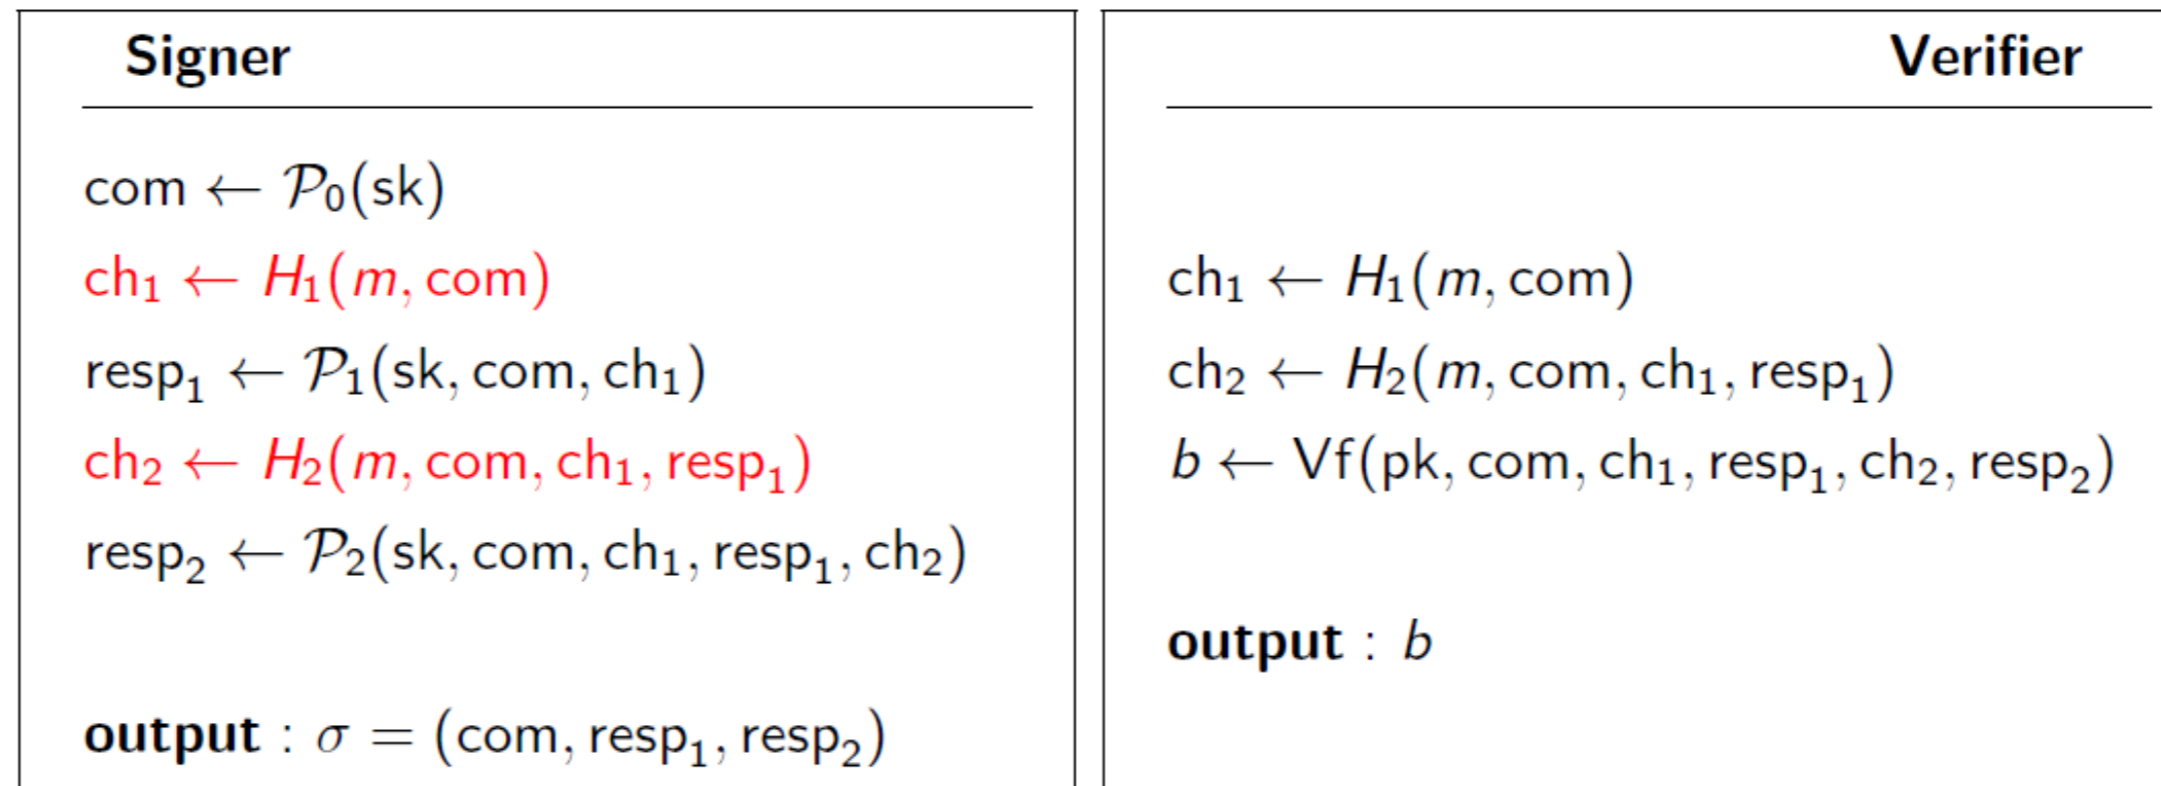 Signer
com ← P₀(sk)
ch₁ ← H₁(m, com)
resp₁ ← P₁(sk, com, ch₁)
ch₂ ← H₂(m, com, ch₁, resp₁)
resp₂ ← P₂(sk, com, ch₁, resp₁, ch₂)
output : σ = (com, resp₁, resp₂)
Verifier
ch₁ ← H₁(m, com)
ch₂ ← H₂(m, com, ch₁, resp₁)
b ← Vf(pk, com, ch₁, resp₁, ch₂, resp₂)
output : b